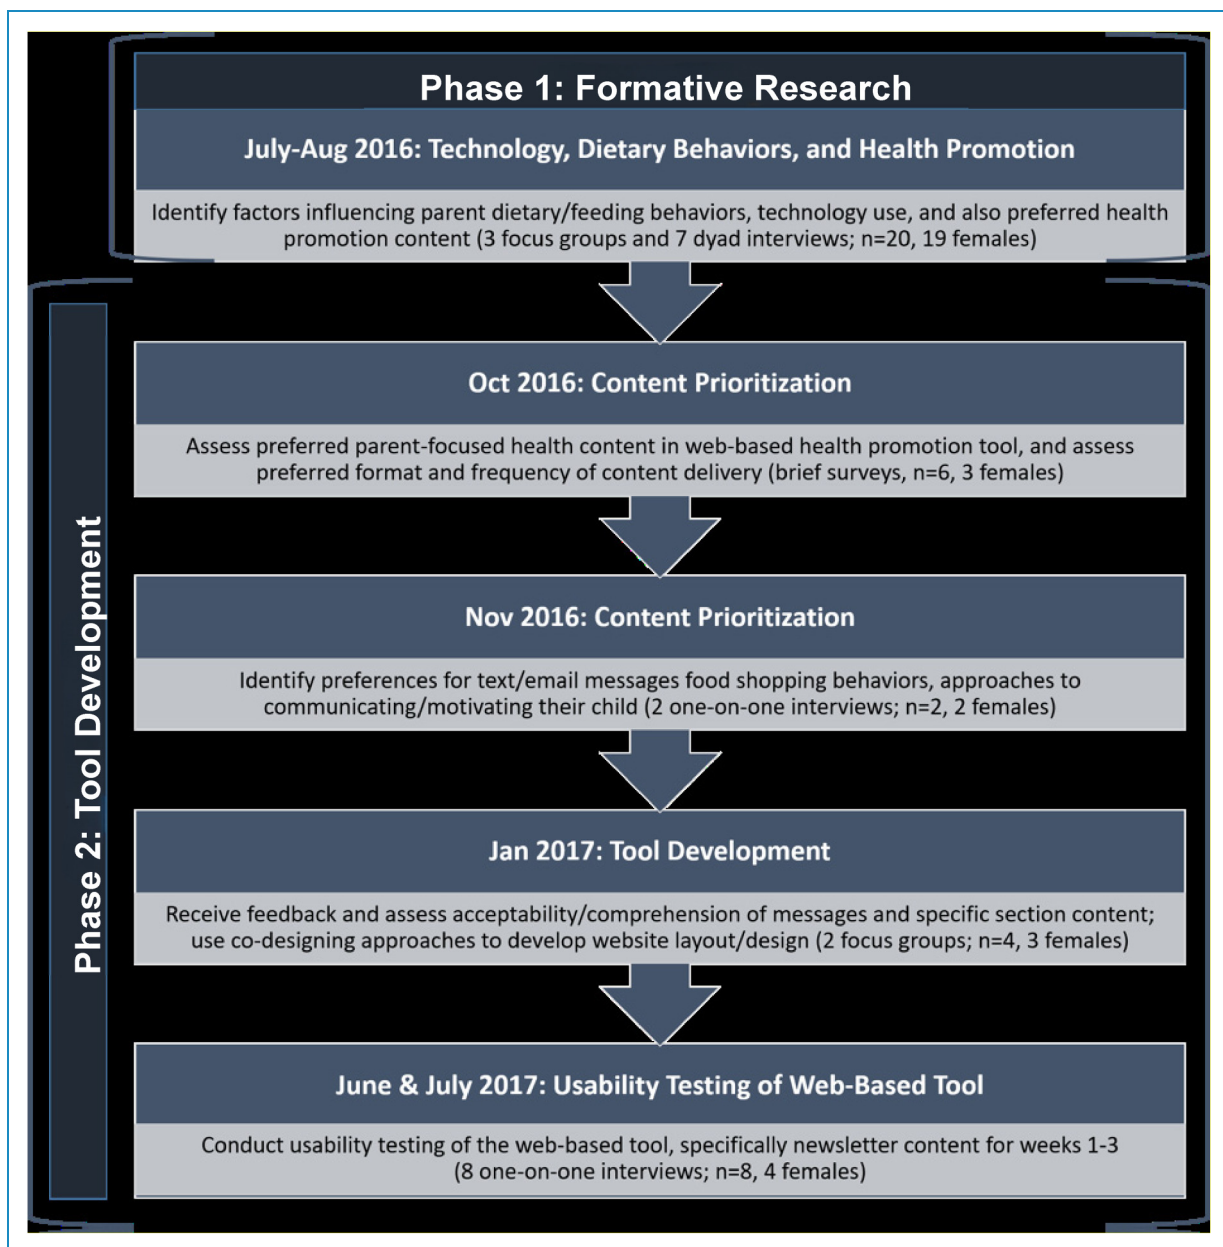 Phase 1: Formative Research
July-Aug 2016: Technology, Dietary Behaviors, and Health Promotion
Identify factors influencing parent dietary/feeding behaviors, technology use, and also preferred health
promotion content (3 focus groups and 7 dyad interviews; n=20, 19 females)
Phase 2: Tool Development
Oct 2016: Content Prioritization
Assess preferred parent-focused health content in web-based health promotion tool, and assess
preferred format and frequency of content delivery (brief surveys, n=6, 3 females)
Nov 2016: Content Prioritization
Identify preferences for text/email messages food shopping behaviors, approaches to
communicating/motivating their child (2 one-on-one interviews; n=2, 2 females)
Jan 2017: Tool Development
Receive feedback and assess acceptability/comprehension of messages and specific section content;
use co-designing approaches to develop website layout/design (2 focus groups; n=4, 3 females)
June & July 2017: Usability Testing of Web-Based Tool
Conduct usability testing of the web-based tool, specifically newsletter content for weeks 1-3
(8 one-on-one interviews; n=8, 4 females)